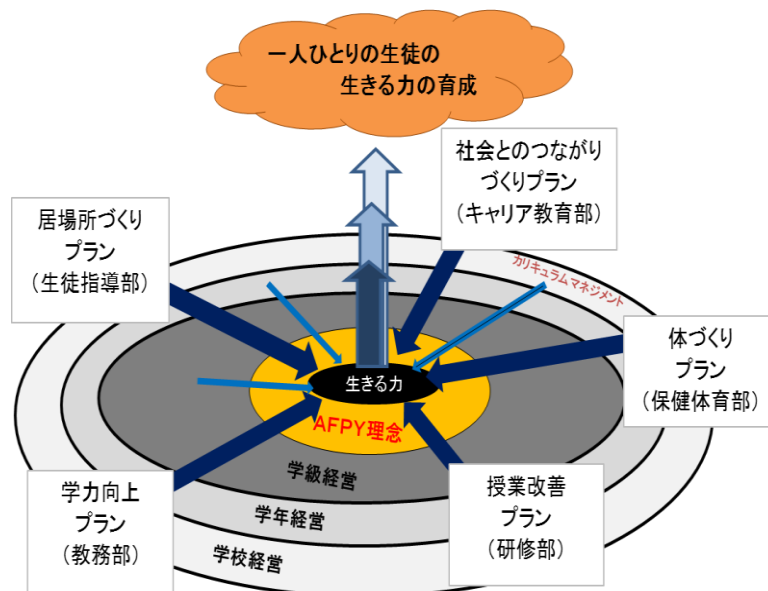 一人ひとりの生徒の
生きる力の育成
社会とのつながり
づくりプラン
（キャリア教育部）
居場所づくり
プラン
（生徒指導部）
カリキュラムマネジメント
体づくり
プラン
（保健体育部）
生きる力
AFPY理念
学級経営
学年経営
学校経営
学力向上
プラン
（教務部）
授業改善
プラン
（研修部）